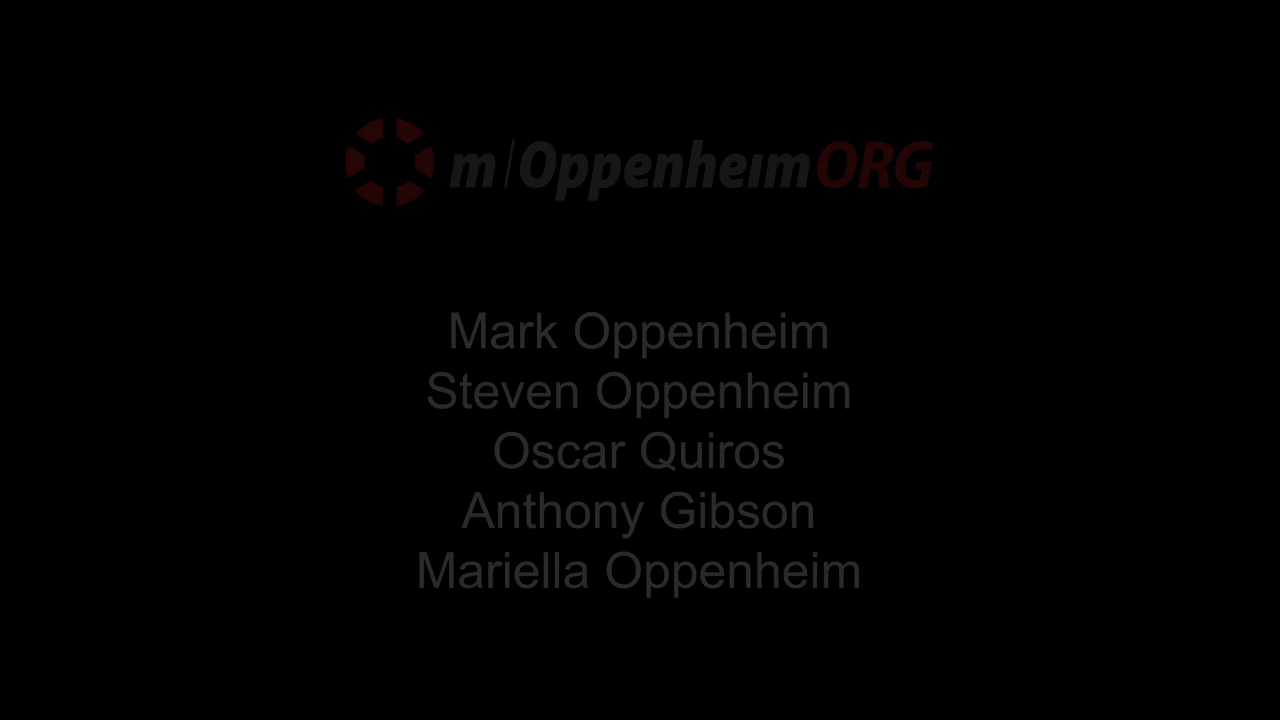 m/OppenheimORG
Mark Oppenheim
Steven Oppenheim
Oscar Quiros
Anthony Gibson
Mariella Oppenheim